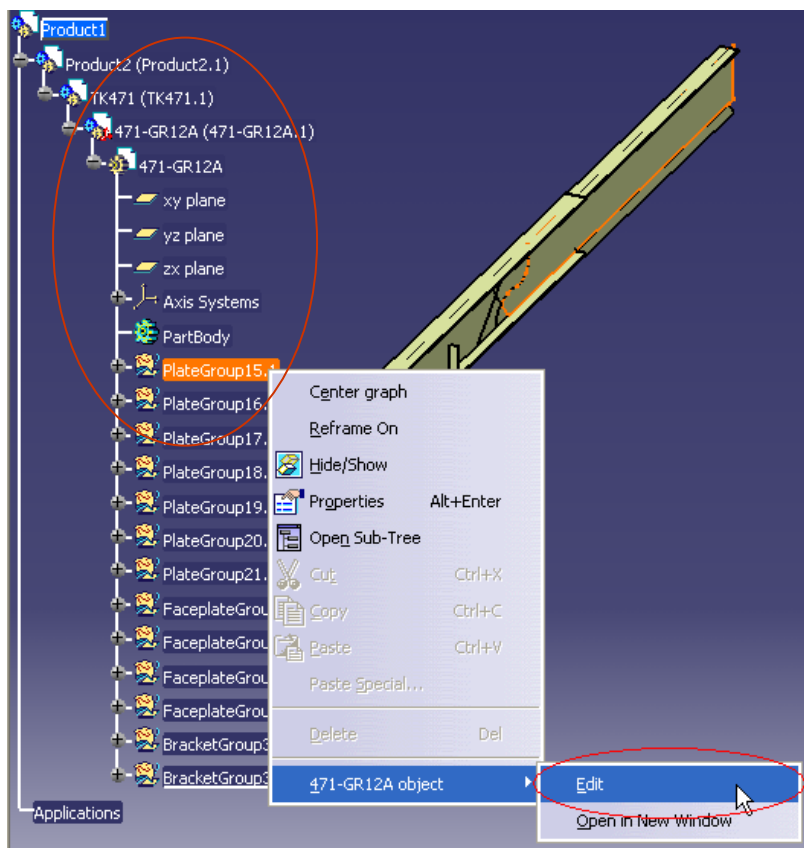 Product1
Product2 (Product2.1)
TK471 (TK471.1)
471-GR12A (471-GR12A.1)
471-GR12A
xy plane
yz plane
zx plane
Axis Systems
PartBody
PlateGroup15.1
PlateGroup16.
PlateGroup17.
PlateGroup18.
PlateGroup19.
PlateGroup20.
PlateGroup21.
FaceplateGrou
FaceplateGrou
FaceplateGrou
FaceplateGrou
BracketGroup3
BracketGroup3
Applications
Center graph
Reframe On
Hide/Show
Properties Alt+Enter
Open Sub-Tree
Cut Ctrl+X
Copy Ctrl+C
Paste Ctrl+V
Paste Special...
Delete Del
471-GR12A object
Edit
Open in New Window